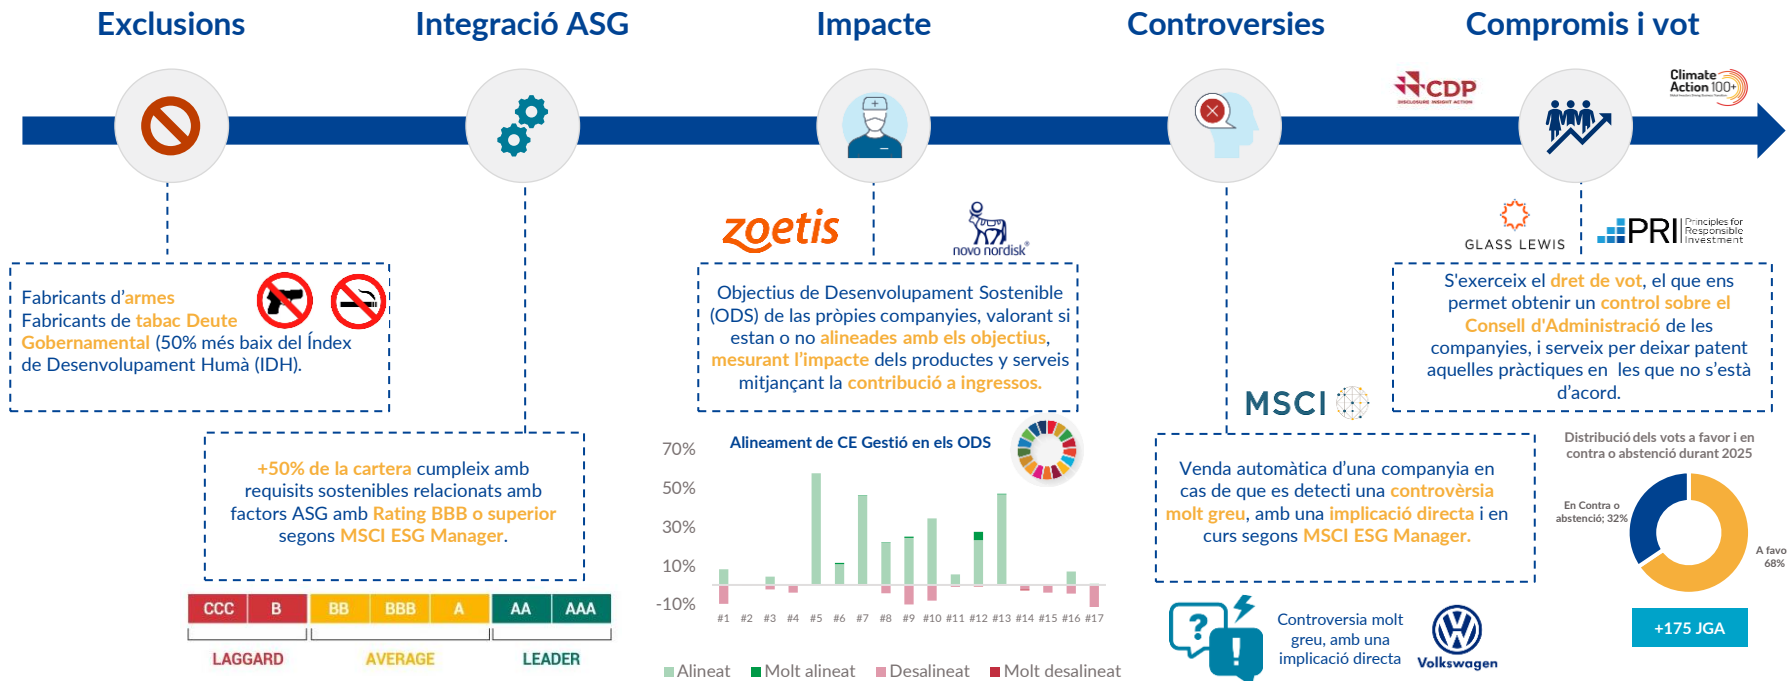 Exclusions
Integració ASG
Impacte
Controversies
Compromis i vot
CDP
DISCLOSURE INSIGHT ACTION
Climate
Action 100+
Fabricants d'armes
Fabricants de tabac Deute
Gobernamental (50% més baix del Índex
de Desenvolupament Humà (IDH).
+50% de la cartera cumpleix amb
requisits sostenibles relacionats amb
factors ASG amb Rating BBB o superior
segons MSCI ESG Manager.
CCC B BB BBB A AA AAA
LAGGARD AVERAGE LEADER
zoetis
novo nordisk®
Objectius de Desenvolupament Sostenible
(ODS) de las pròpies companyies, valorant si
estan o no alineades amb els objectius,
mesurant l'impacte dels productes y serveis
mitjançant la contribució a ingressos.
Alineament de CE Gestió en els ODS
70%
50%
30%
10%
-10%
#1 #2 #3 #4 #5 #6 #7 #8 #9 #10 #11 #12 #13 #14 #15 #16 #17
Alineat Molt alineat Desalineat Molt desalineat
MSCI
Venda automàtica d'una companyia en
cas de que es detecti una controvèrsia
molt greu, amb una implicació directa i en
curs segons MSCI ESG Manager.
Controversia molt
greu, amb una
implicació directa
Volkswagen
GLASS LEWIS
PRI Principles for
Responsible
Investment
S'exerceix el dret de vot, el que ens
permet obtenir un control sobre el
Consell d'Administració de les
companyies, i serveix per deixar patent
aquelles pràctiques en les que no s'està
d'acord.
Distribució dels vots a favor i en
contra o abstenció durant 2025
En Contra o
abstenció; 32%
A favo
68%
+175 JGA